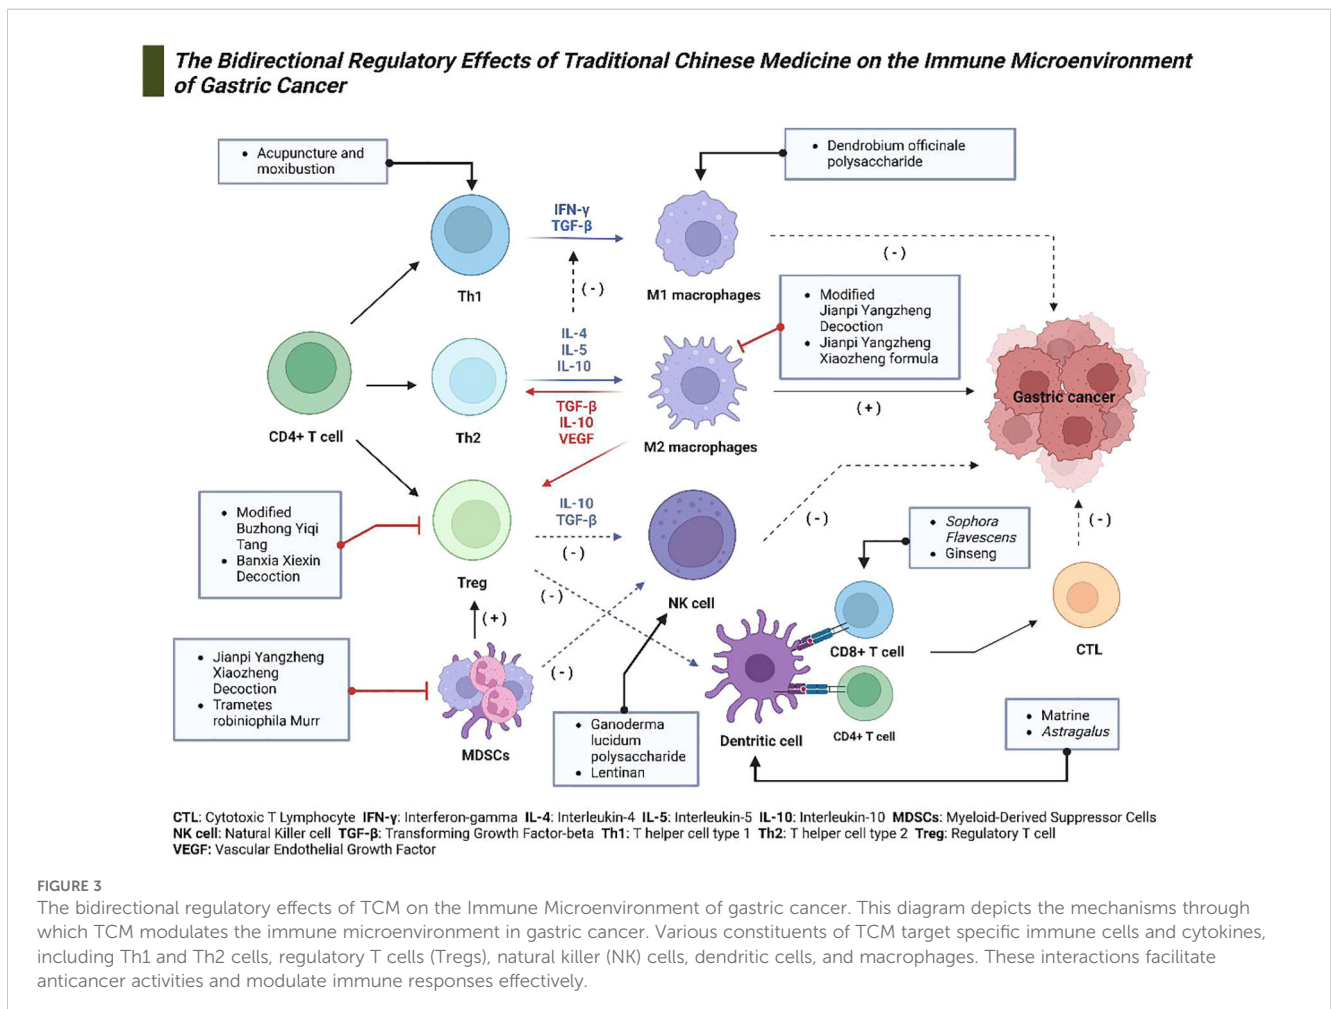 The Bidirectional Regulatory Effects of Traditional Chinese Medicine on the Immune Microenvironment
of Gastric Cancer
• Acupuncture and
moxibustion
• Dendrobium officinale
polysaccharide
IFN-γ
TGF-β
(-)
Th1
(-)
M1 macrophages
• Modified
Jianpi Yangzheng
Decoction
• Jianpi Yangzheng
Xiaozheng formula
IL-4
IL-5
IL-10
CD4+ T cell
Th2
TGF-β
IL-10
VEGF
M2 macrophages
(+)
Gastric cancer
• Modified
Buzhong Yiqi
Tang
• Banxia Xiexin
Decoction
Treg
IL-10
TGF-β
(-)
(-)
NK cell
(-)
• Sophora
Flavescens
• Ginseng
(-)
(+)
• Jianpi Yangzheng
Xiaozheng
Decoction
• Trametes
robiniophila Murr
MDSCs
(-)
• Ganoderma
lucidum
polysaccharide
• Lentinan
Dentritic cell
CD8+ T cell
CD4+ T cell
CTL
• Matrine
• Astragalus
CTL: Cytotoxic T Lymphocyte IFN-γ: Interferon-gamma IL-4: Interleukin-4 IL-5: Interleukin-5 IL-10: Interleukin-10 MDSCs: Myeloid-Derived Suppressor Cells
NK cell: Natural Killer cell TGF-β: Transforming Growth Factor-beta Th1: T helper cell type 1 Th2: T helper cell type 2 Treg: Regulatory T cell
VEGF: Vascular Endothelial Growth Factor
FIGURE 3
The bidirectional regulatory effects of TCM on the Immune Microenvironment of gastric cancer. This diagram depicts the mechanisms through
which TCM modulates the immune microenvironment in gastric cancer. Various constituents of TCM target specific immune cells and cytokines,
including Th1 and Th2 cells, regulatory T cells (Tregs), natural killer (NK) cells, dendritic cells, and macrophages. These interactions facilitate
anticancer activities and modulate immune responses effectively.